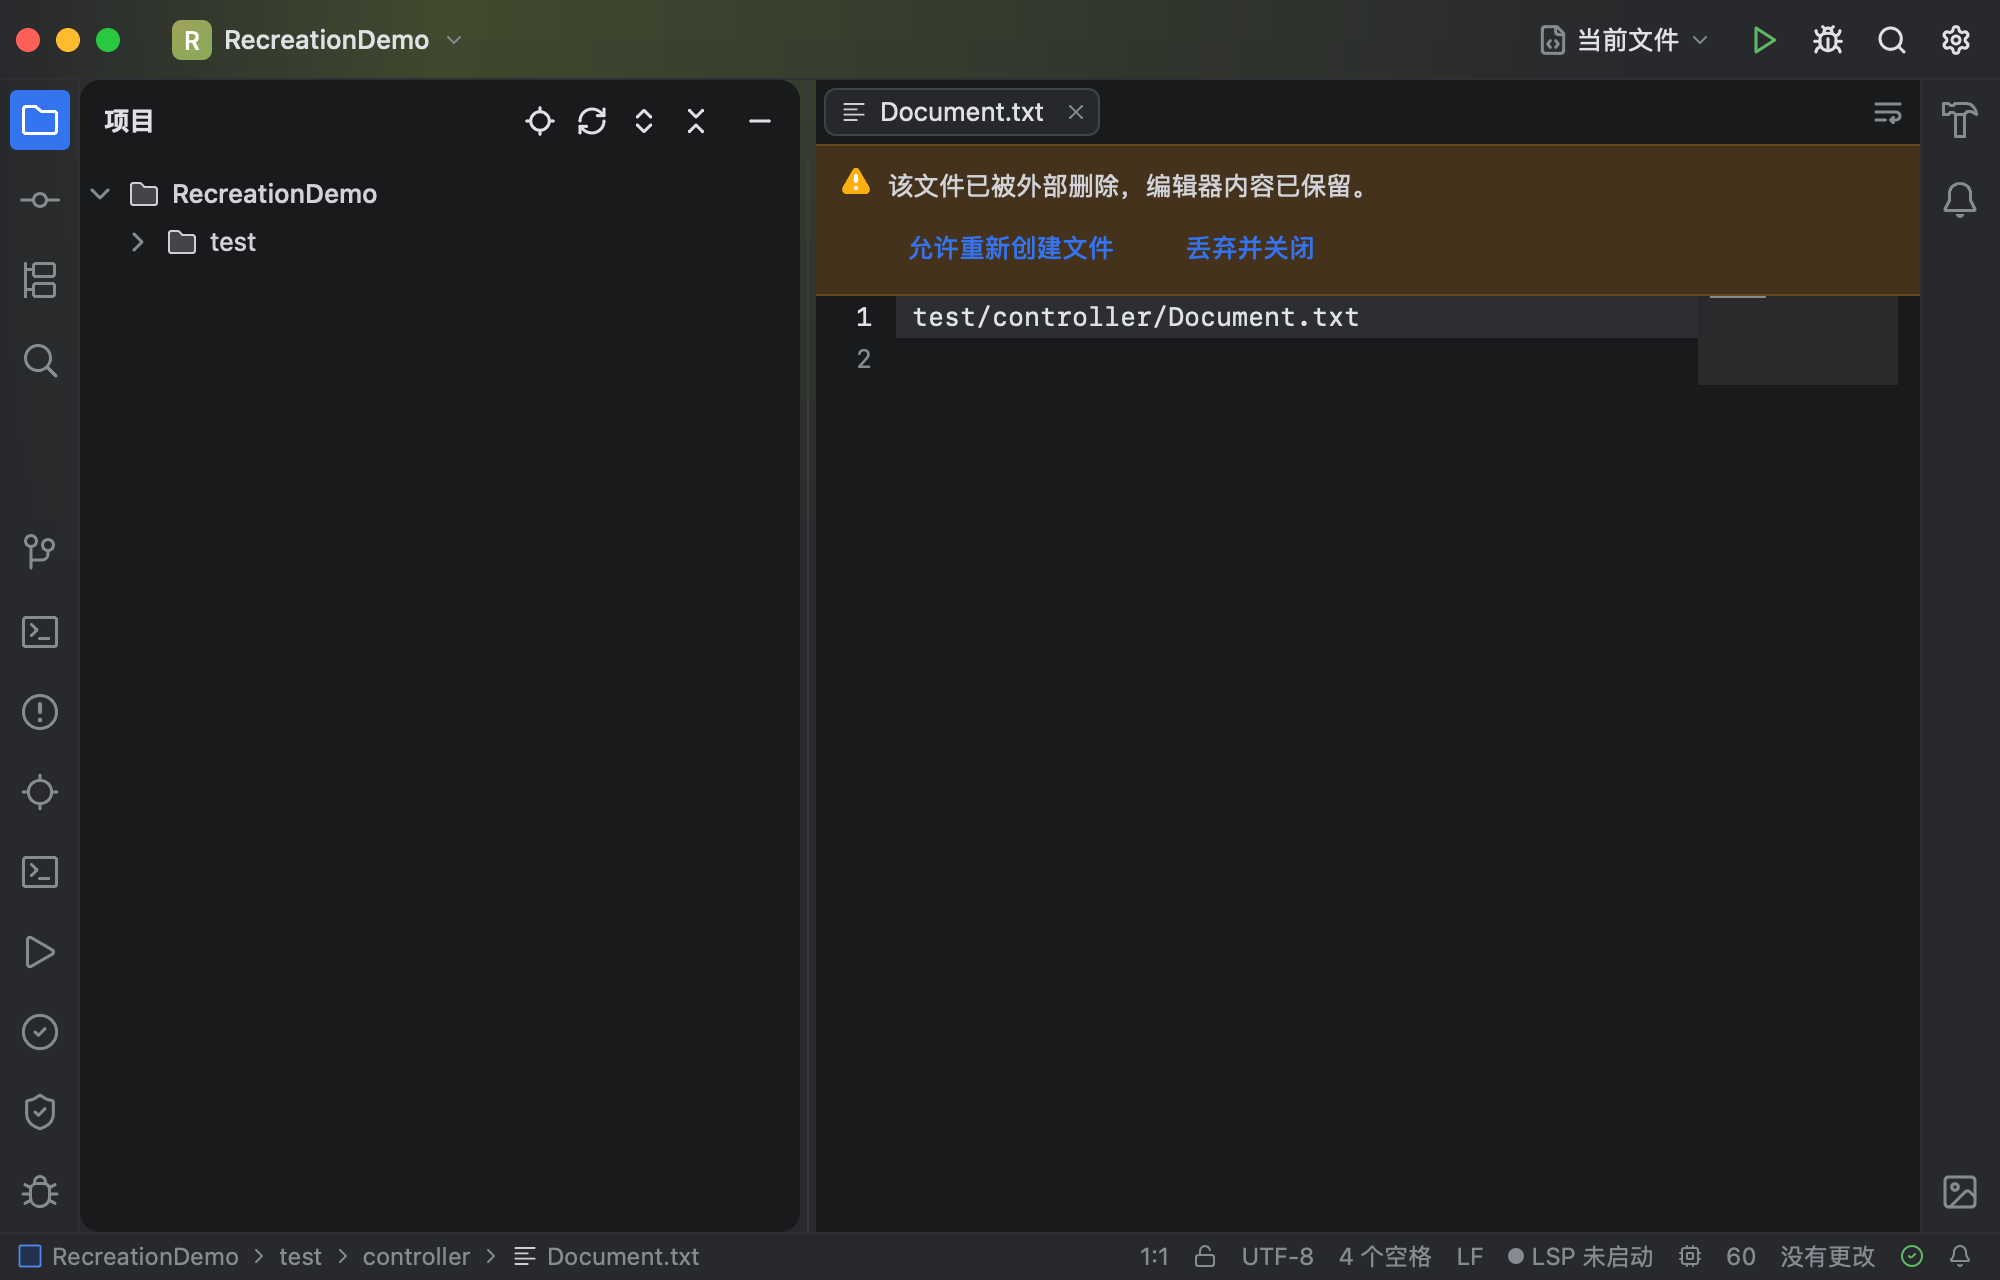 R RecreationDemo
当前文件
项目
RecreationDemo
test
Document.txt
该文件已被外部删除，编辑器内容已保留。
允许重新创建文件 丢弃并关闭
1 test/controller/Document.txt
2
RecreationDemo > test > controller > Document.txt
1:1 UTF-8 4 个空格 LF LSP 未启动 60 没有更改